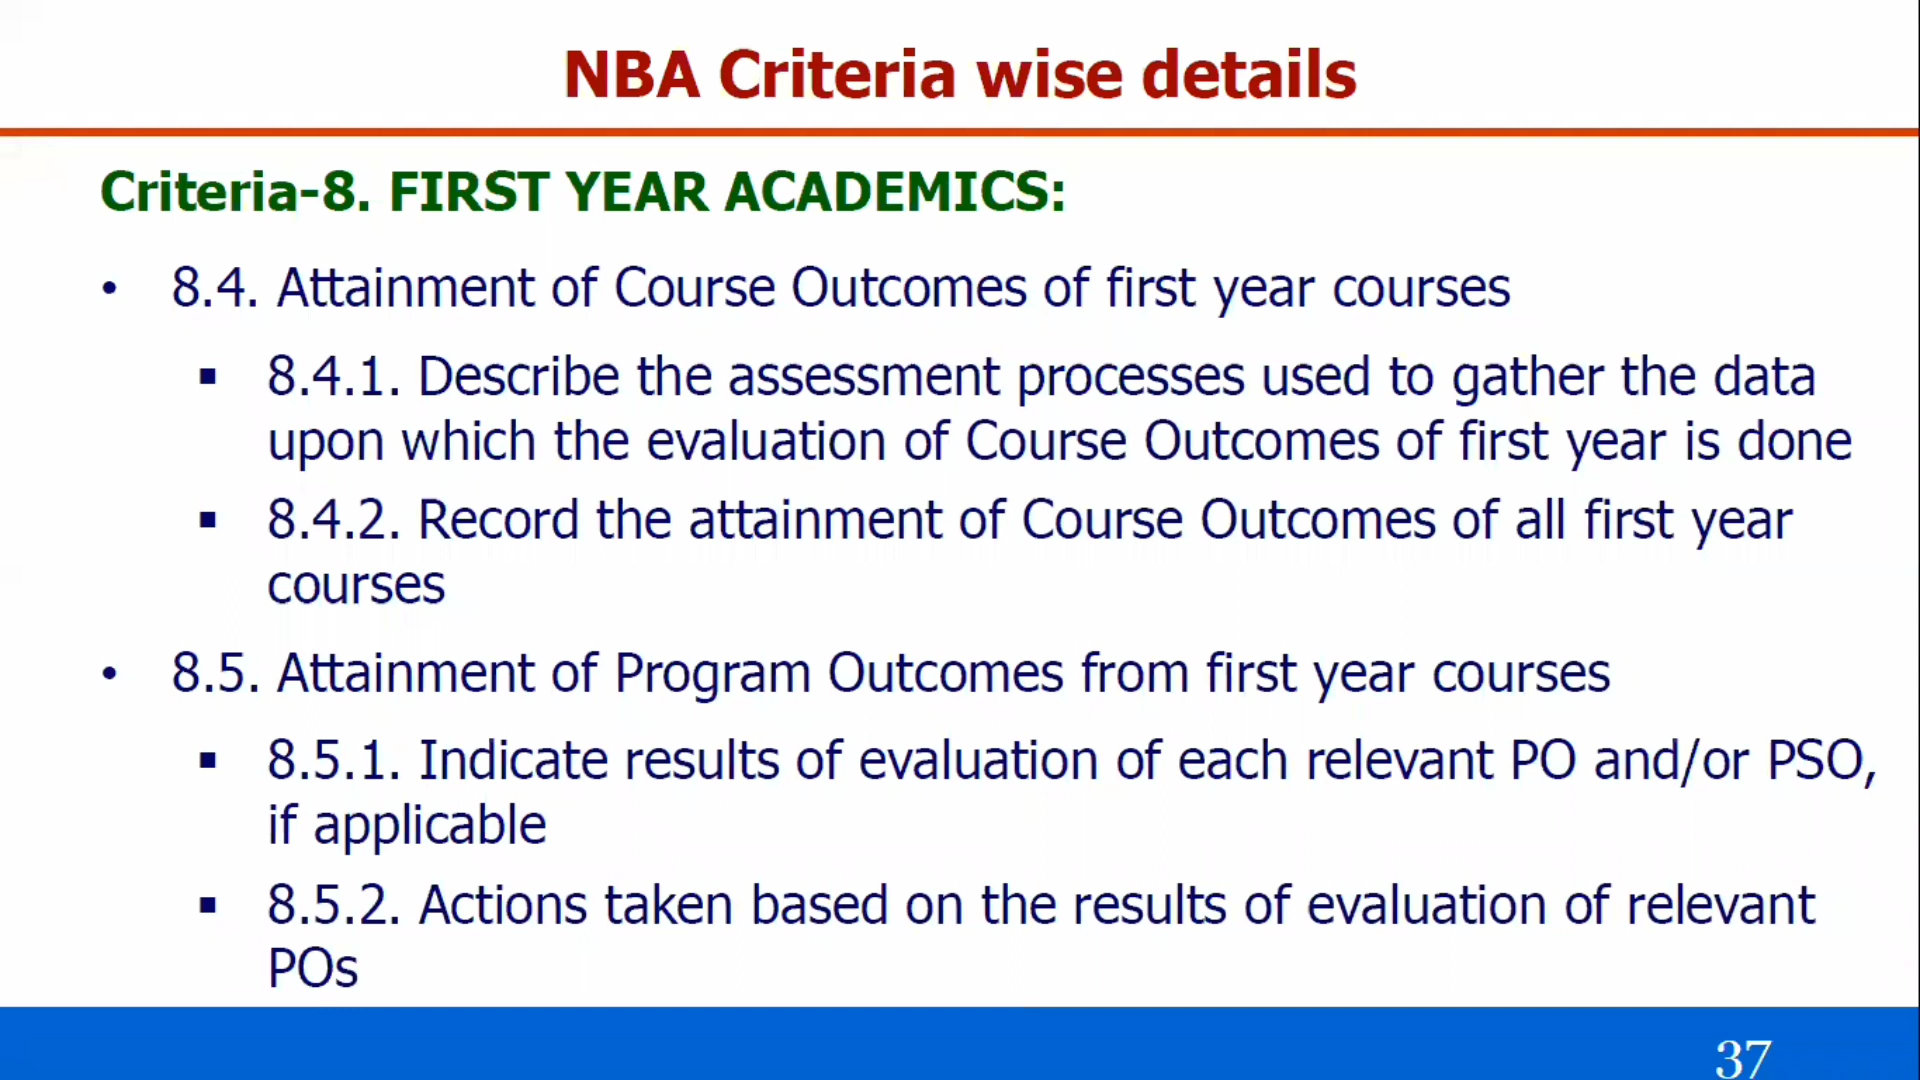 NBA Criteria wise details
Criteria-8. FIRST YEAR ACADEMICS:
• 8.4. Attainment of Course Outcomes of first year courses
▪ 8.4.1. Describe the assessment processes used to gather the data
upon which the evaluation of Course Outcomes of first year is done
▪ 8.4.2. Record the attainment of Course Outcomes of all first year
courses
• 8.5. Attainment of Program Outcomes from first year courses
▪ 8.5.1. Indicate results of evaluation of each relevant PO and/or PSO,
if applicable
▪ 8.5.2. Actions taken based on the results of evaluation of relevant
POs
37